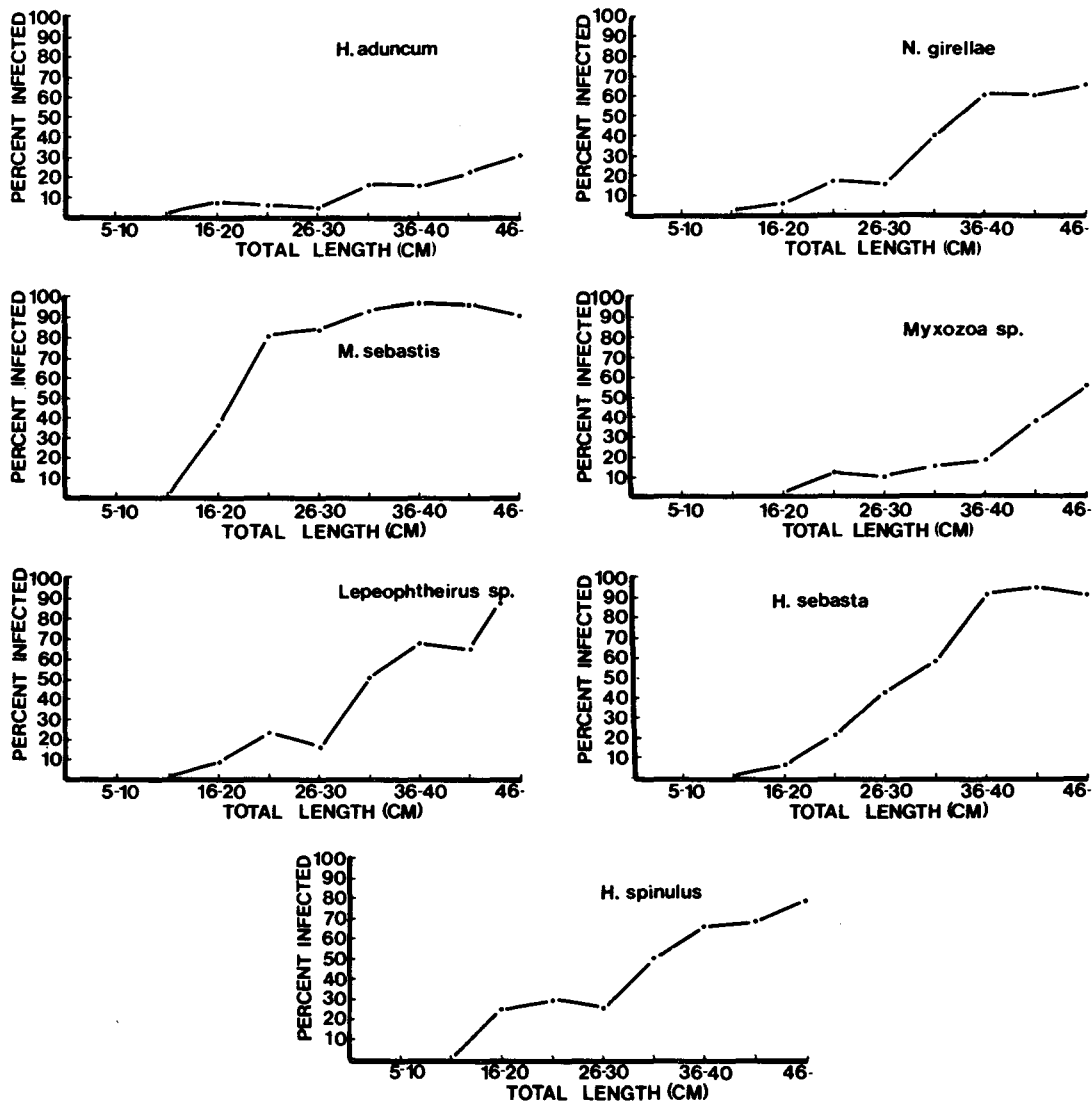 H. aduncum
PERCENT INFECTED
100
90
80
70
60
50
40
30
20
10
5-10 16-20 26-30 36-40 46-
TOTAL LENGTH (CM)
N. girellae
PERCENT INFECTED
100
90
80
70
60
50
40
30
20
10
5-10 16-20 26-30 36-40 46-
TOTAL LENGTH (CM)
M. sebastis
PERCENT INFECTED
100
90
80
70
60
50
40
30
20
10
5-10 16-20 26-30 36-40 46-
TOTAL LENGTH (CM)
Myxozoa sp.
PERCENT INFECTED
100
90
80
70
60
50
40
30
20
10
5-10 16-20 26-30 36-40 46-
TOTAL LENGTH (CM)
Lepeophtheirus sp.
PERCENT INFECTED
100
90
80
70
60
50
40
30
20
10
5-10 16-20 26-30 36-40 46-
TOTAL LENGTH (CM)
H. sebasta
PERCENT INFECTED
100
90
80
70
60
50
40
30
20
10
5-10 16-20 26-30 36-40 46-
TOTAL LENGTH (CM)
H. spinulus
PERCENT INFECTED
100
90
80
70
60
50
40
30
20
10
5-10 16-20 26-30 36-40 46-
TOTAL LENGTH (CM)